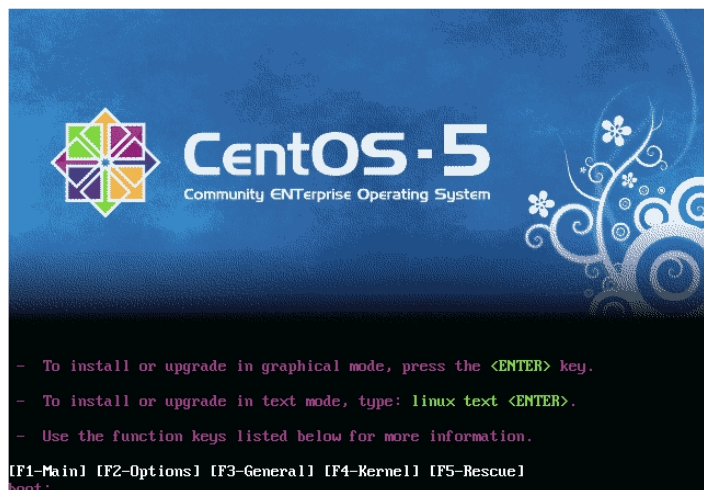 CentOS-5
Community ENTerprise Operating System
- To install or upgrade in graphical mode, press the <ENTER> key.
- To install or upgrade in text mode, type: linux text <ENTER>.
- Use the function keys listed below for more information.
[F1-Main] [F2-Options] [F3-General] [F4-Kernel] [F5-Rescue]
boot: